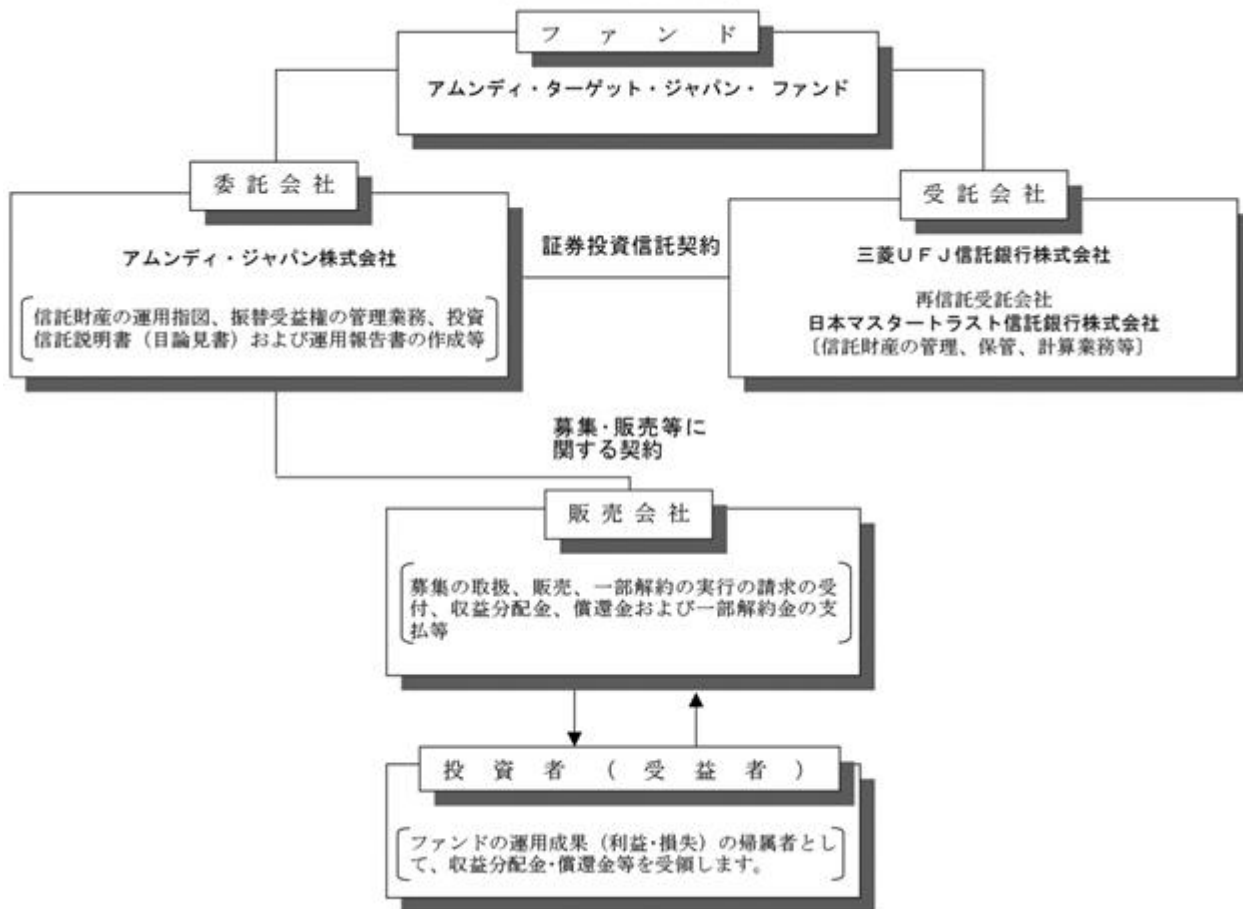 ファンド
アムンディ・ターゲット・ジャパン・ ファンド
委託会社
アムンディ・ジャパン株式会社
信託財産の運用指図、振替受益権の管理業務、投資
信託説明書（目論見書）および運用報告書の作成等
証券投資信託契約
受託会社
三菱ＵＦＪ信託銀行株式会社
再信託受託会社
日本マスタートラスト信託銀行株式会社
〔信託財産の管理、保管、計算業務等〕
募集・販売等に
関する契約
販売会社
募集の取扱、販売、一部解約の実行の請求の受
付、収益分配金、償還金および一部解約金の支
払等
投資者（受益者）
ファンドの運用成果（利益・損失）の帰属者とし
て、収益分配金・償還金等を受領します。